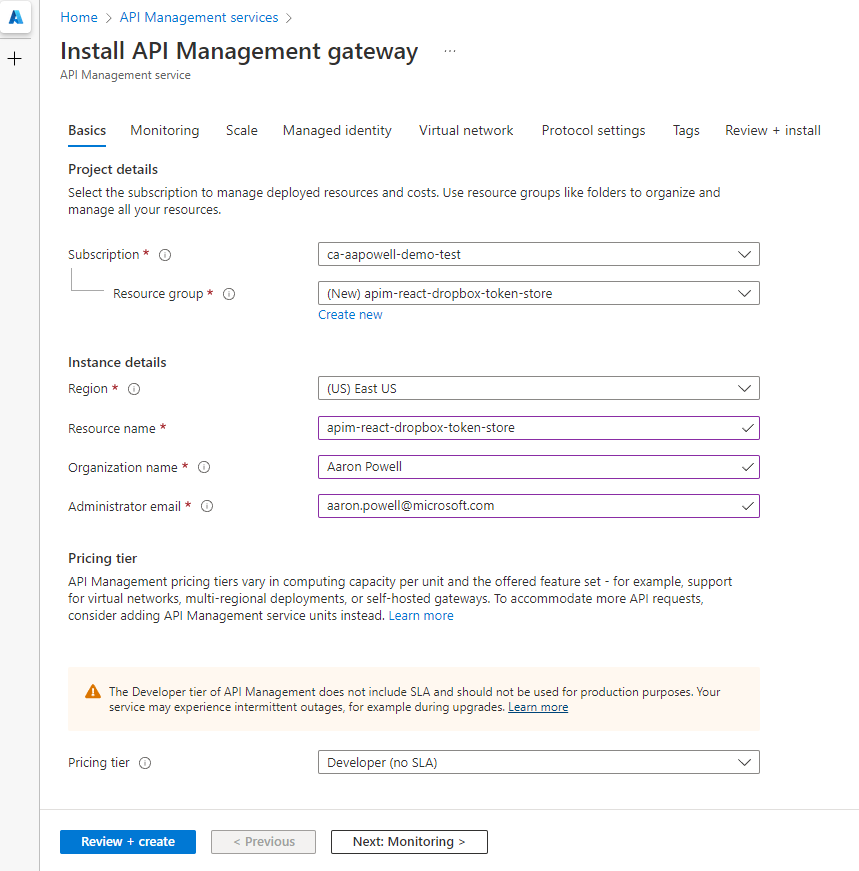 Home > API Management services >
Install API Management gateway ...
API Management service
Basics Monitoring Scale Managed identity Virtual network Protocol settings Tags Review + install
Project details
Select the subscription to manage deployed resources and costs. Use resource groups like folders to organize and
manage all your resources.
Subscription * ca-aapowell-demo-test
Resource group * (New) apim-react-dropbox-token-store
Create new
Instance details
Region * (US) East US
Resource name * apim-react-dropbox-token-store
Organization name * Aaron Powell
Administrator email * aaron.powell@microsoft.com
Pricing tier
API Management pricing tiers vary in computing capacity per unit and the offered feature set - for example, support
for virtual networks, multi-regional deployments, or self-hosted gateways. To accommodate more API requests,
consider adding API Management service units instead. Learn more
The Developer tier of API Management does not include SLA and should not be used for production purposes. Your
service may experience intermittent outages, for example during upgrades. Learn more
Pricing tier Developer (no SLA)
Review + create < Previous Next: Monitoring >